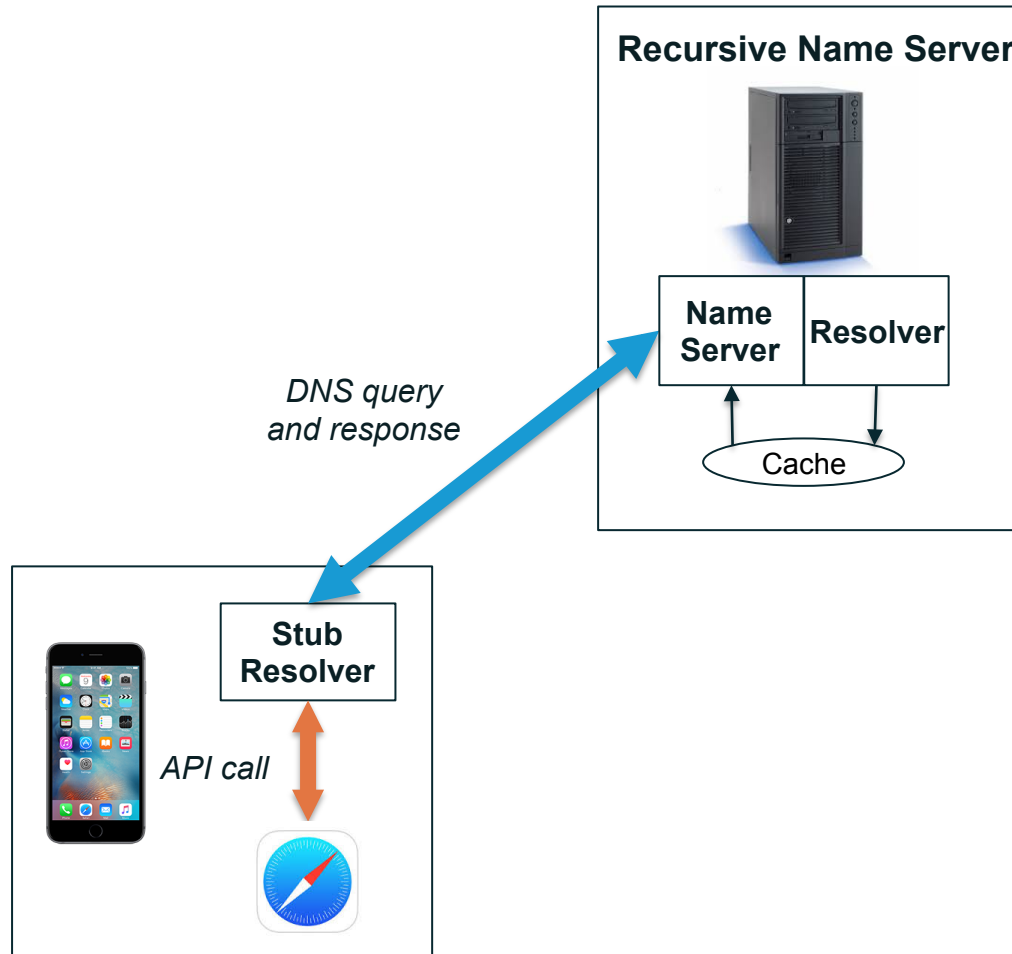 Recursive Name Server
Name
Server
Resolver
Cache
DNS query
and response
Stub
Resolver
API call